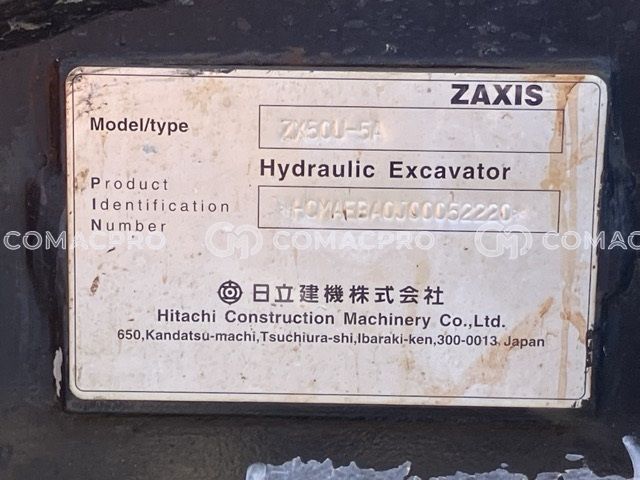 ZAXIS
Model/type ZX50U-5A
Hydraulic Excavator
Product
Identification
Number
COMACPRO COMACPRO COMACPRO
日立建機株式会社
Hitachi Construction Machinery Co.,Ltd.
650,Kandatsu-machi,Tsuchiura-shi,Ibaraki-ken,300-0013, Japan